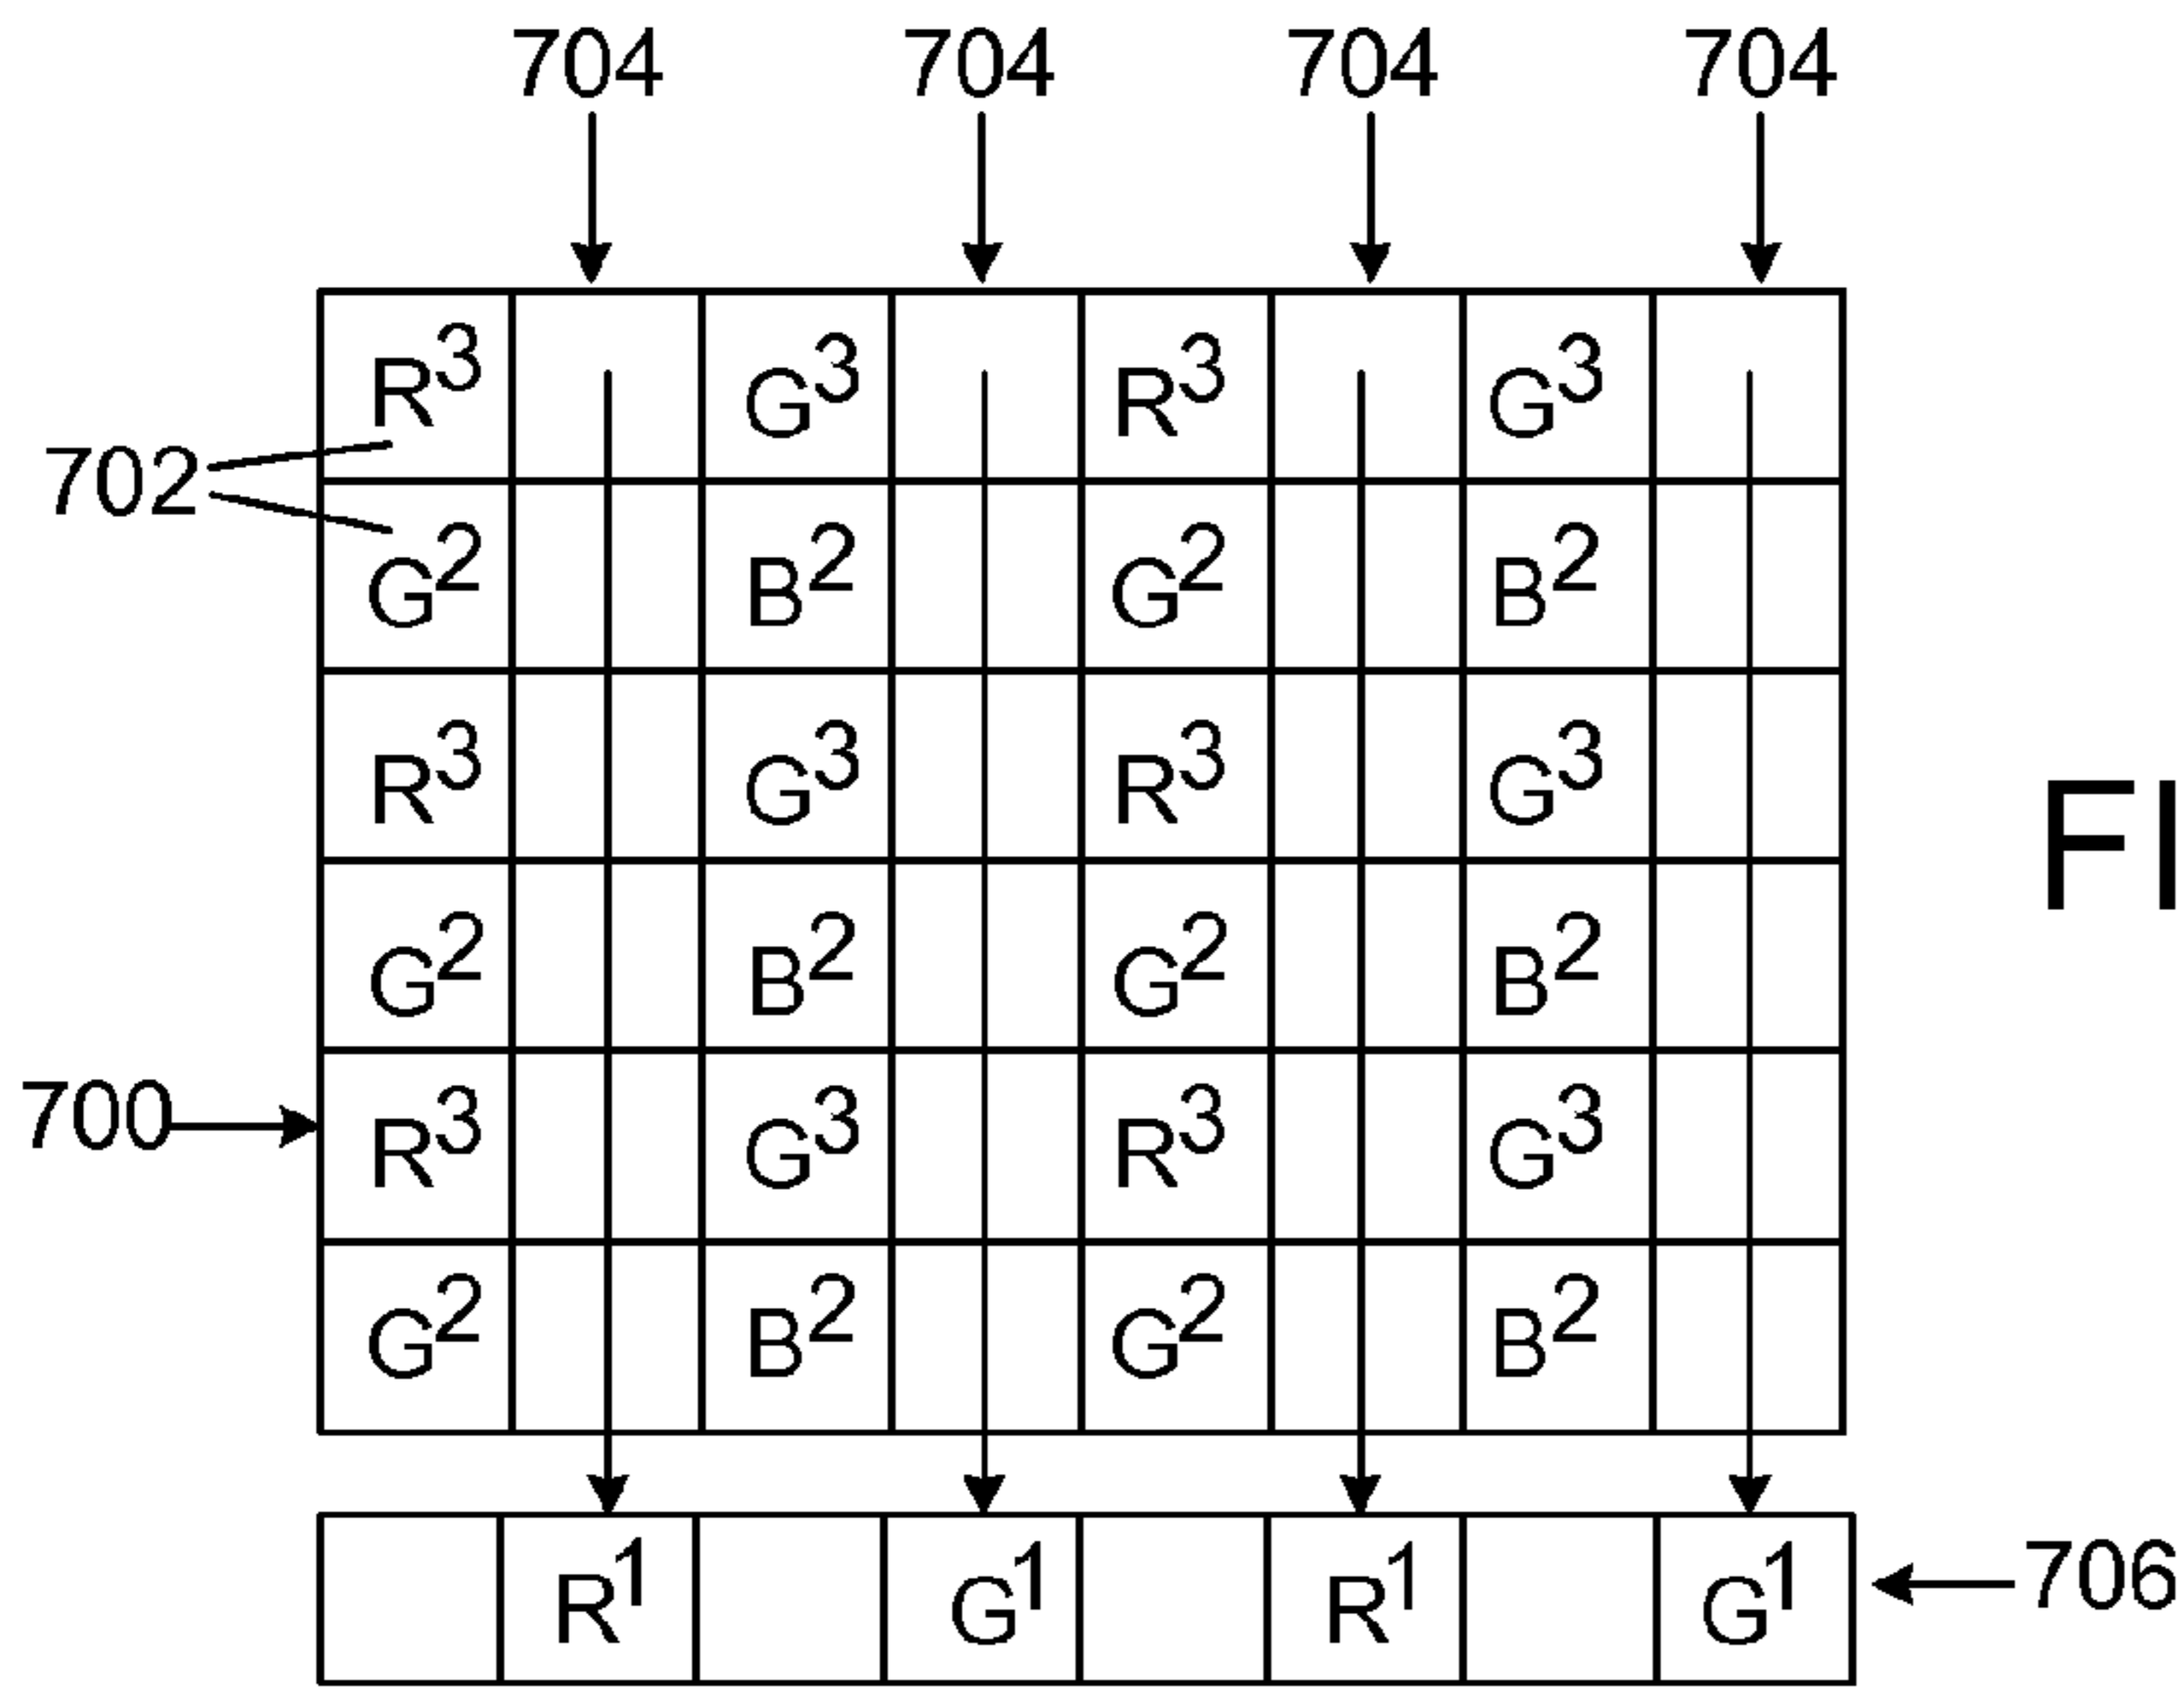 704 704 704 704
R³ G³ R³ G³
702
G² B² G² B²
R³ G³ R³ G³
FI
G² B² G² B²
700 R³ G³ R³ G³
G² B² G² B²
R¹ G¹ R¹ G¹ 706